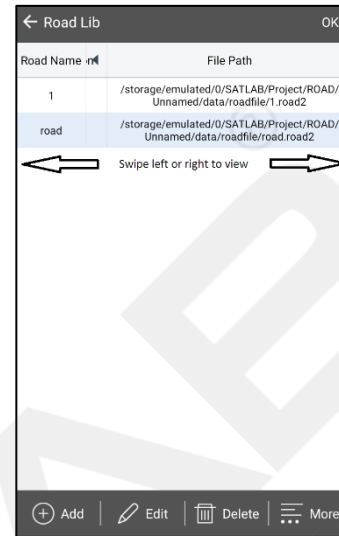 Road Lib OK
Road Name File Path
1 /storage/emulated/0/SATLAB/Project/ROAD/
Unnamed/data/roadfile/1.road2
road /storage/emulated/0/SATLAB/Project/ROAD/
Unnamed/data/roadfile/road.road2
Swipe left or right to view
Add Edit Delete More